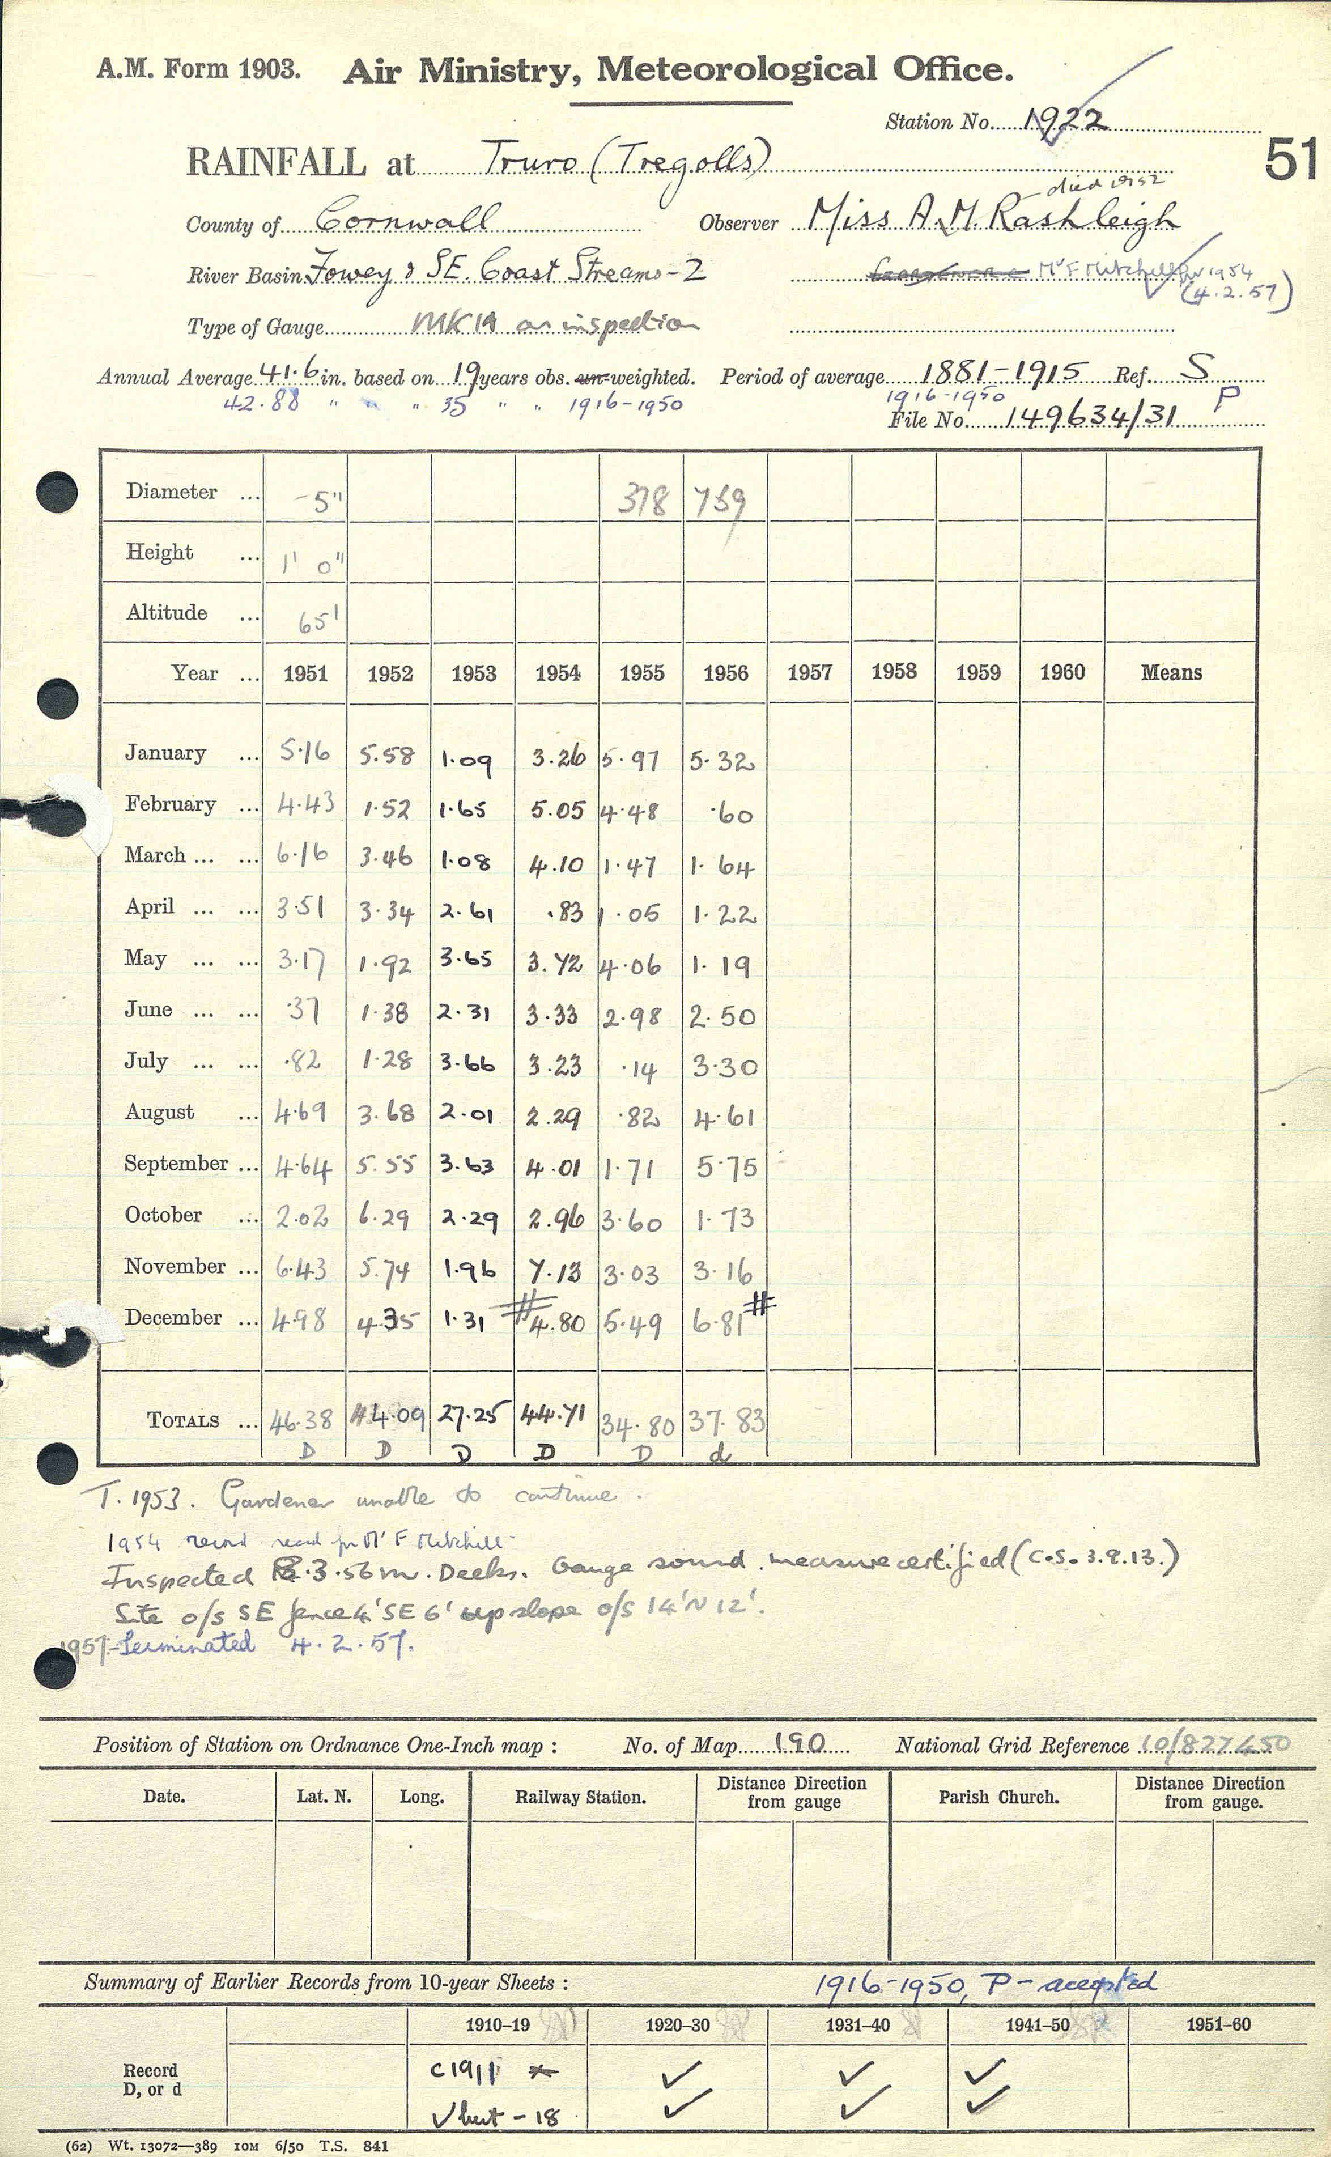 A.M. Form 1903. Air Ministry, Meteorological Office.
Station No. 1922
51
RAINFALL at Truro (Tregolls)
died 1952
County of Cornwall Observer Miss A.M. Rashleigh
River Basin Fowey & SE. Coast Streams - 2 Mr F Mitchell 1954
(4.2.57)
Type of Gauge MK 1A on inspection
Annual Average 41.6 in. based on 19 years obs. un-weighted. Period of average 1881-1915 Ref. S
42.88 " " " 35 " " 1916-1950 1916-1950 P
File No. 149634/31
Diameter ... 5" 378 759
Height ... 1' 0"
Altitude ... 65'
Year ... 1951 1952 1953 1954 1955 1956 1957 1958 1959 1960 Means
January ... 5.16 5.58 1.09 3.26 5.97 5.32
February ... 4.43 1.52 1.65 5.05 4.48 .60
March ... ... 6.16 3.46 1.08 4.10 1.47 1.64
April ... ... 3.51 3.34 2.61 .83 1.05 1.22
May ... ... 3.17 1.92 3.65 3.72 4.06 1.19
June ... ... .37 1.38 2.31 3.33 2.98 2.50
July ... ... .82 1.28 3.66 3.23 .14 3.30
August ... 4.69 3.68 2.01 2.29 .82 4.61
September ... 4.64 5.55 3.63 4.01 1.71 5.75
October ... 2.02 6.29 2.29 2.96 3.60 1.73
November ... 6.43 5.74 1.96 7.13 3.03 3.16
December ... 4.98 4.35 1.31 # 4.80 5.49 6.81 #
TOTALS ... 46.38 44.09 27.25 44.71 34.80 37.83
D D D D D d
T. 1953. Gardener unable to continue.
1954 record recd fm Mr F Mitchell
Inspected 8.3.56 m. Deeks. Gauge sound. measure certified (C.S. 3.9.13.)
Site o/s SE fence 4' SE 6' up slope o/s 14' N 12'.
1957 - Terminated 4.2.57.
Position of Station on Ordnance One-Inch map : No. of Map 190 National Grid Reference 10/827450
Date. Lat. N. Long. Railway Station. Distance from gauge Direction Parish Church. Distance from gauge. Direction
Summary of Earlier Records from 10-year Sheets : 1916-1950, P - accepted
1910-19 1920-30 1931-40 1941-50 1951-60
Record C1911 * ✓ ✓ ✓
D, or d ✓ but - 18 ✓ ✓ ✓
(62) Wt. 13072—389 10M 6/50 T.S. 841